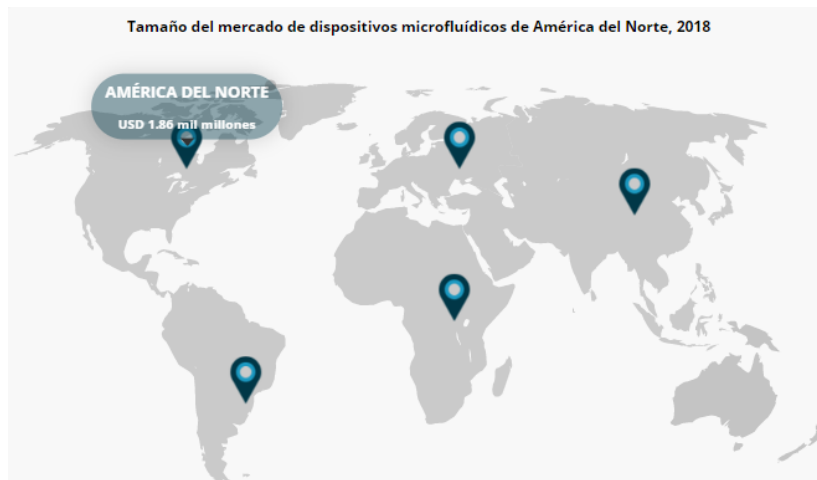 Tamaño del mercado de dispositivos microfluídicos de América del Norte, 2018
AMÉRICA DEL NORTE
USD 1.86 mil millones